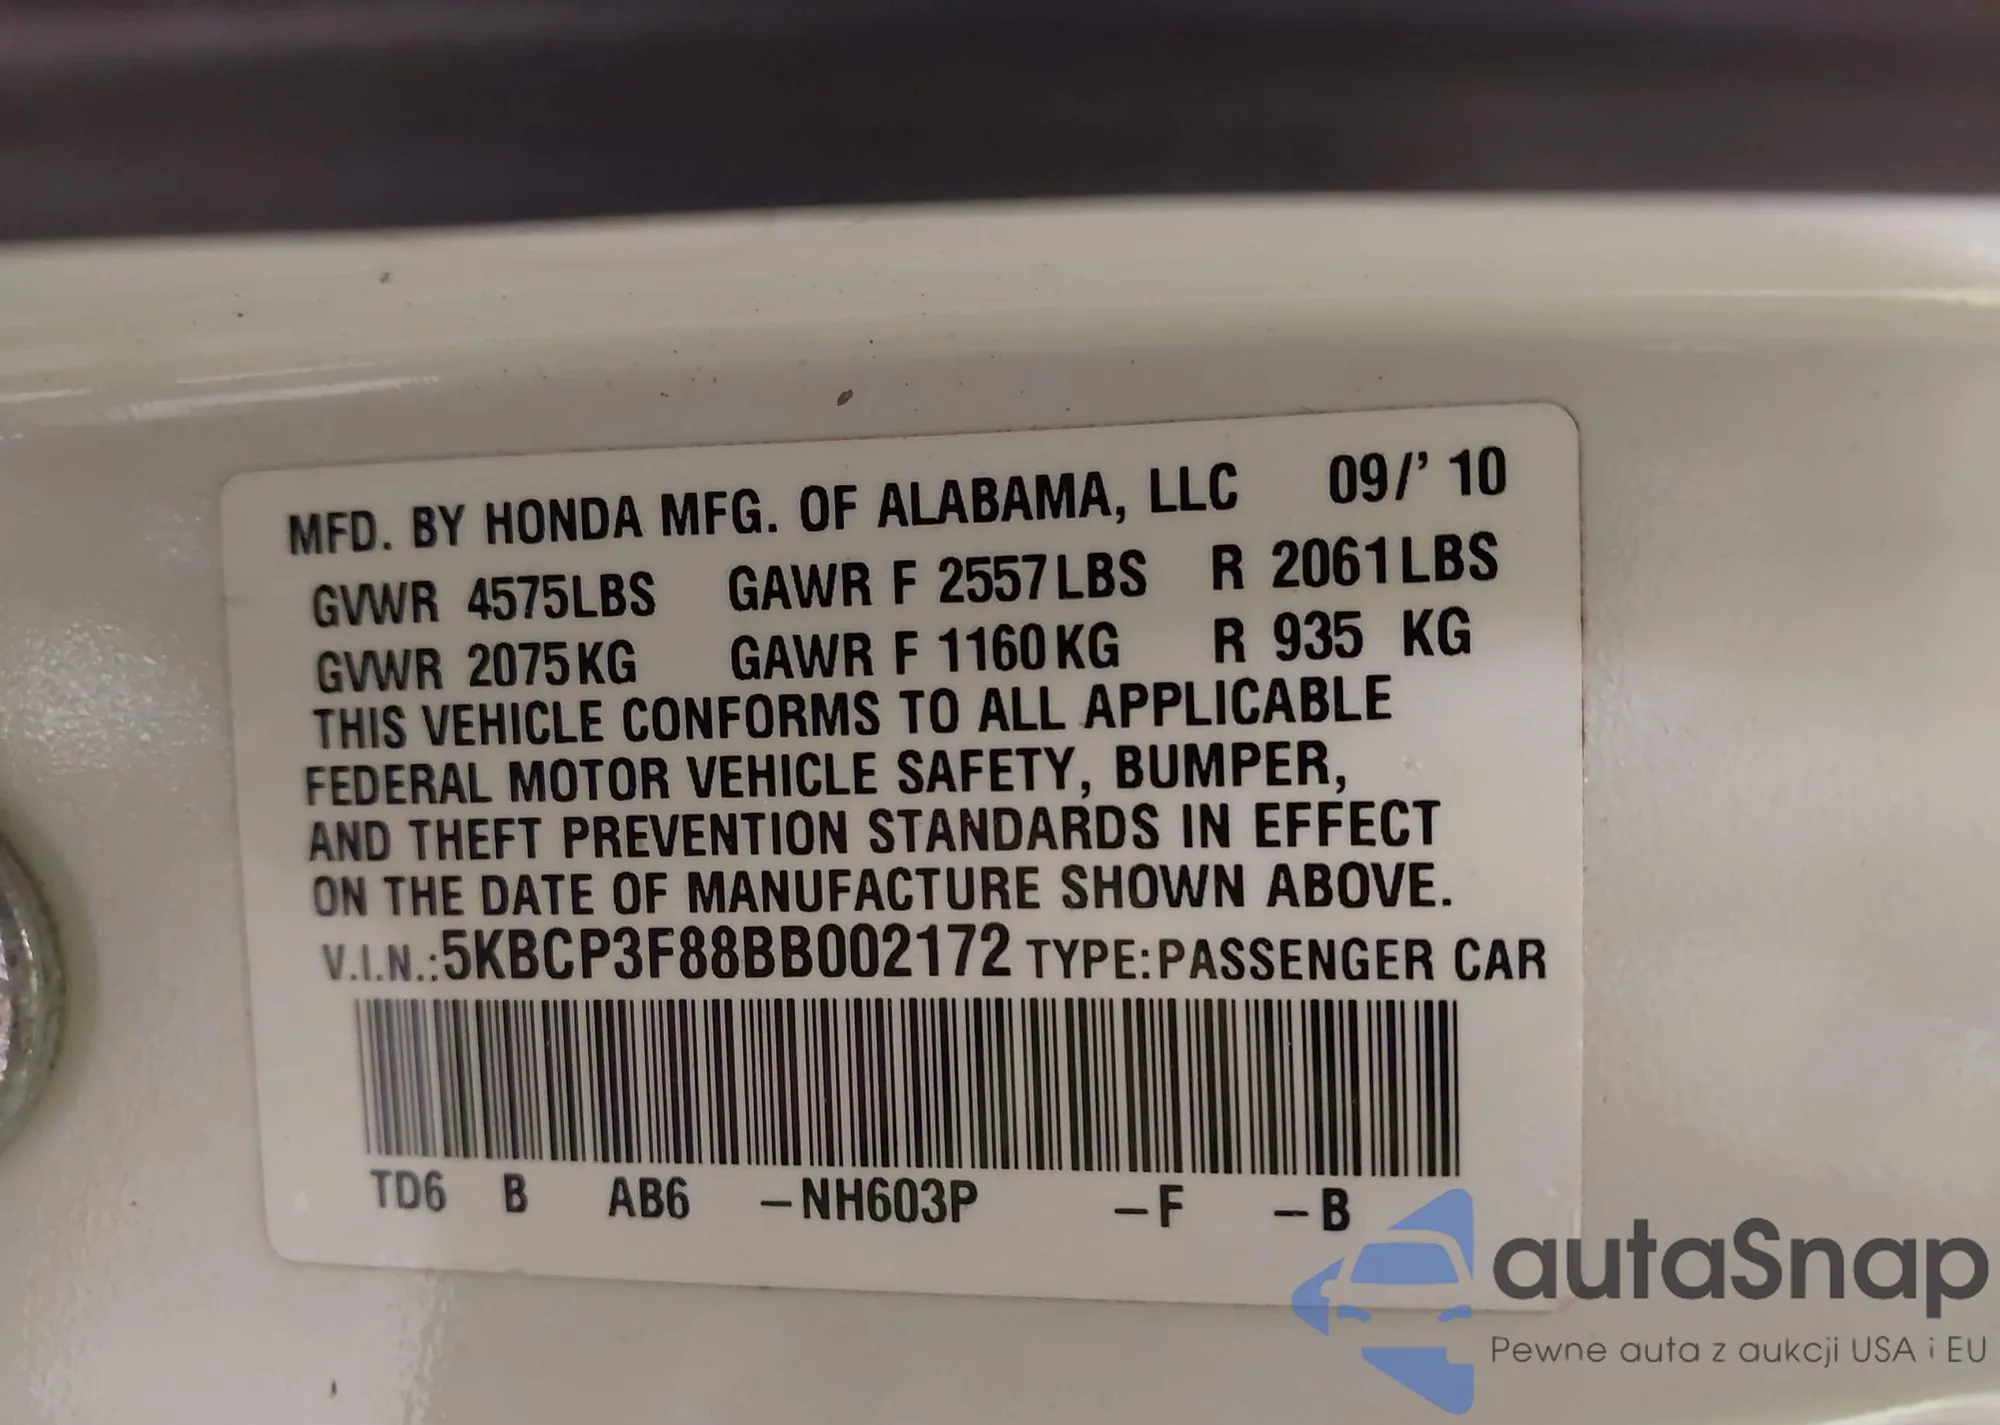 MFD. BY HONDA MFG. OF ALABAMA, LLC 09/' 10
GVWR 4575LBS GAWR F 2557LBS R 2061LBS
GVWR 2075KG GAWR F 1160KG R 935 KG
THIS VEHICLE CONFORMS TO ALL APPLICABLE
FEDERAL MOTOR VEHICLE SAFETY, BUMPER,
AND THEFT PREVENTION STANDARDS IN EFFECT
ON THE DATE OF MANUFACTURE SHOWN ABOVE.
V.I.N.:5KBCP3F88BB002172 TYPE:PASSENGER CAR
TD6 B AB6 -NH603P -F -B
autaSnap
Pewne auta z aukcji USA i EU